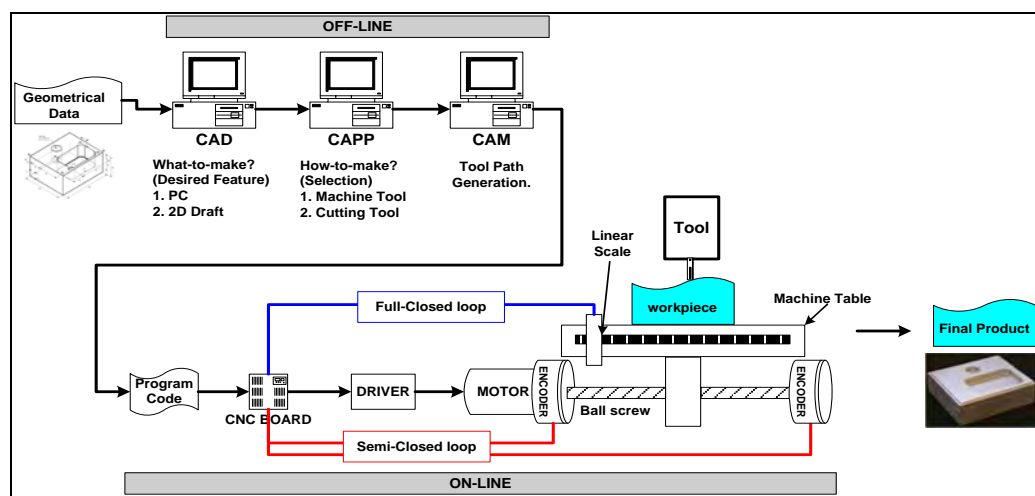 OFF-LINE
Geometrical
Data
CAD
CAPP
CAM
What-to-make?
(Desired Feature)
1. PC
2. 2D Draft
How-to-make?
(Selection)
1. Machine Tool
2. Cutting Tool
Tool Path
Generation.
Linear
Scale
Tool
workpiece
Machine Table
Full-Closed loop
Final Product
Program
Code
CNC BOARD
DRIVER
MOTOR
ENCODER
Ball screw
ENCODER
Semi-Closed loop
ON-LINE